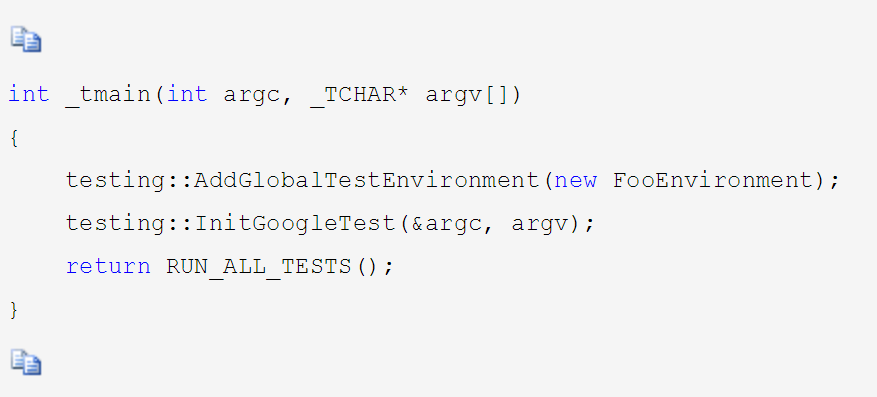 int _tmain(int argc, _TCHAR* argv[])
{
    testing::AddGlobalTestEnvironment(new FooEnvironment);
    testing::InitGoogleTest(&argc, argv);
    return RUN_ALL_TESTS();
}